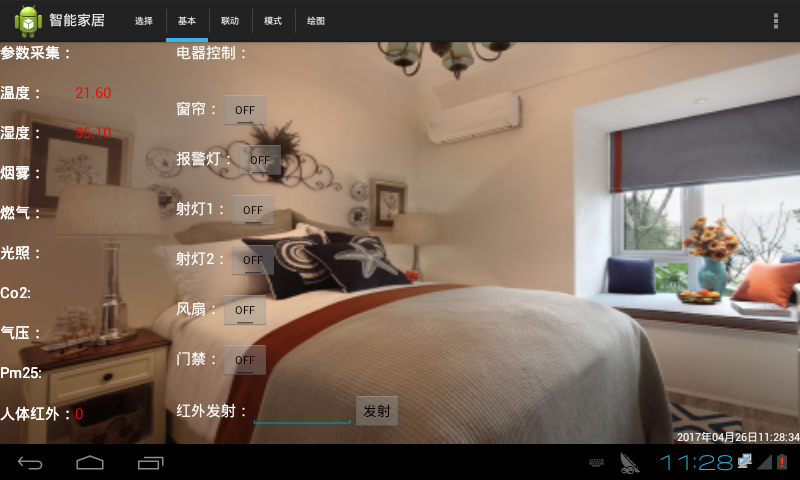 智能家居 选择 基本 联动 模式 绘图
参数采集： 电器控制：
温度： 21.60
窗帘： OFF
湿度： 35.10
报警灯： OFF
烟雾：
射灯1： OFF
燃气：
光照： 射灯2： OFF
Co2:
风扇： OFF
气压：
门禁： OFF
Pm25:
人体红外：0 红外发射： 发射
2017年04月26日11:28:34
11:28